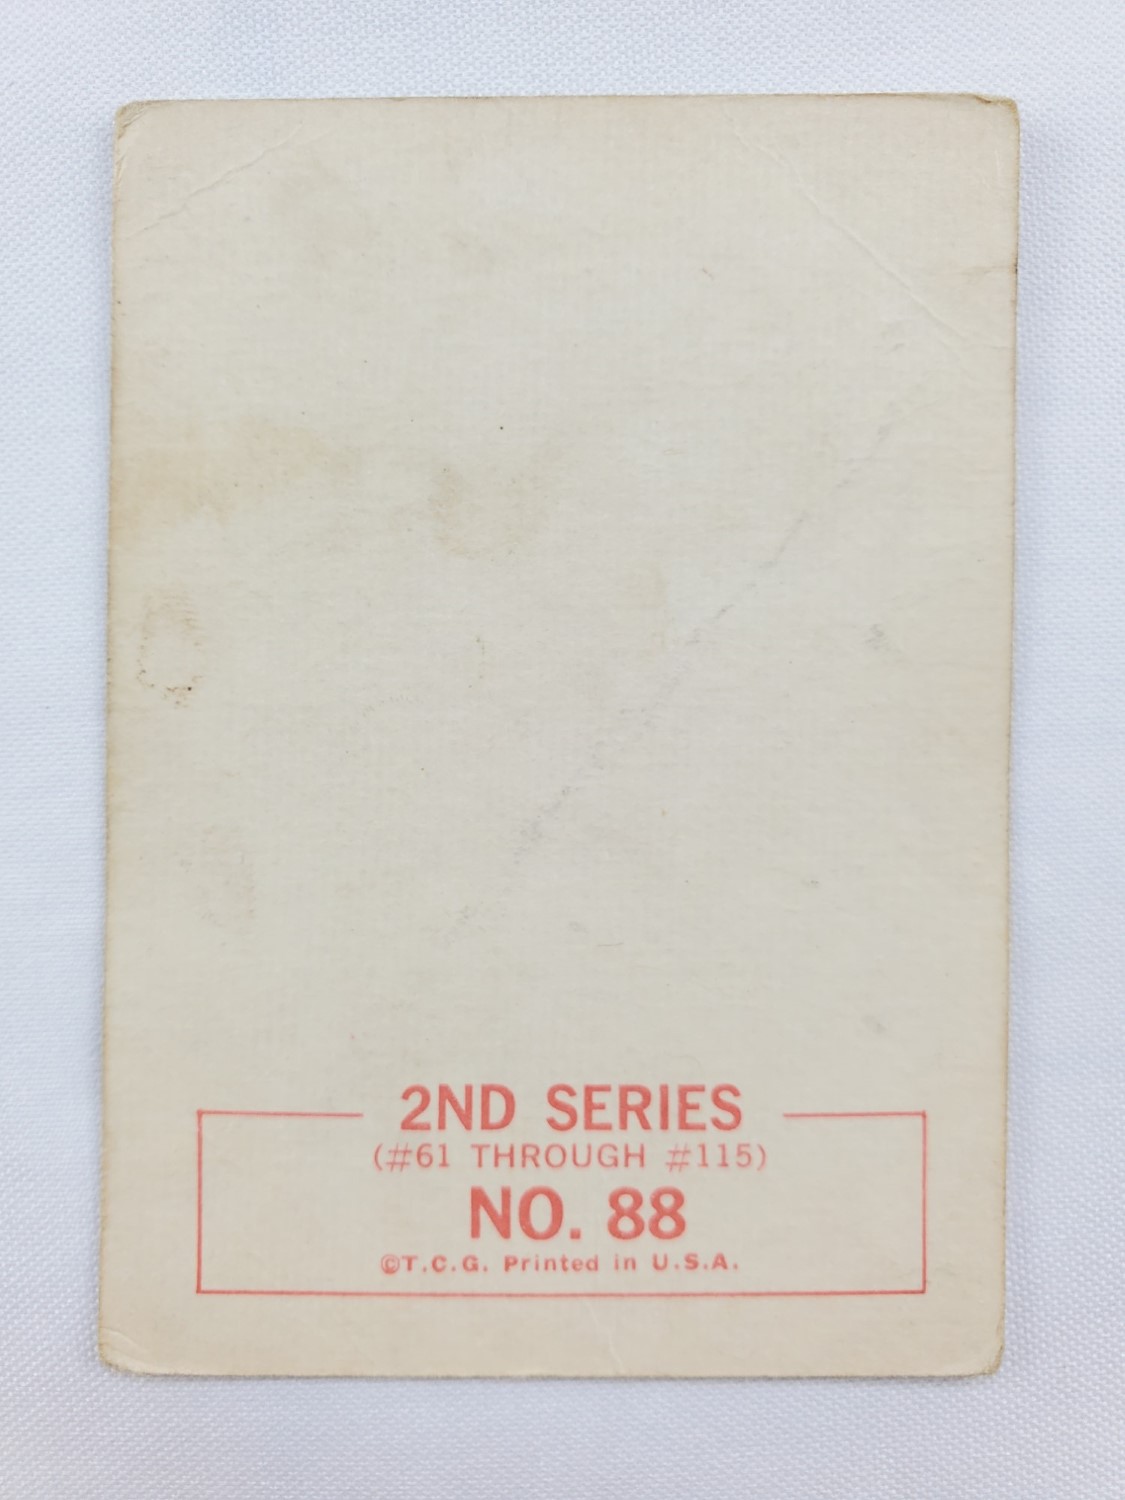 2ND SERIES
(#61 THROUGH #115)
NO. 88
©T.C.G. Printed in U.S.A.